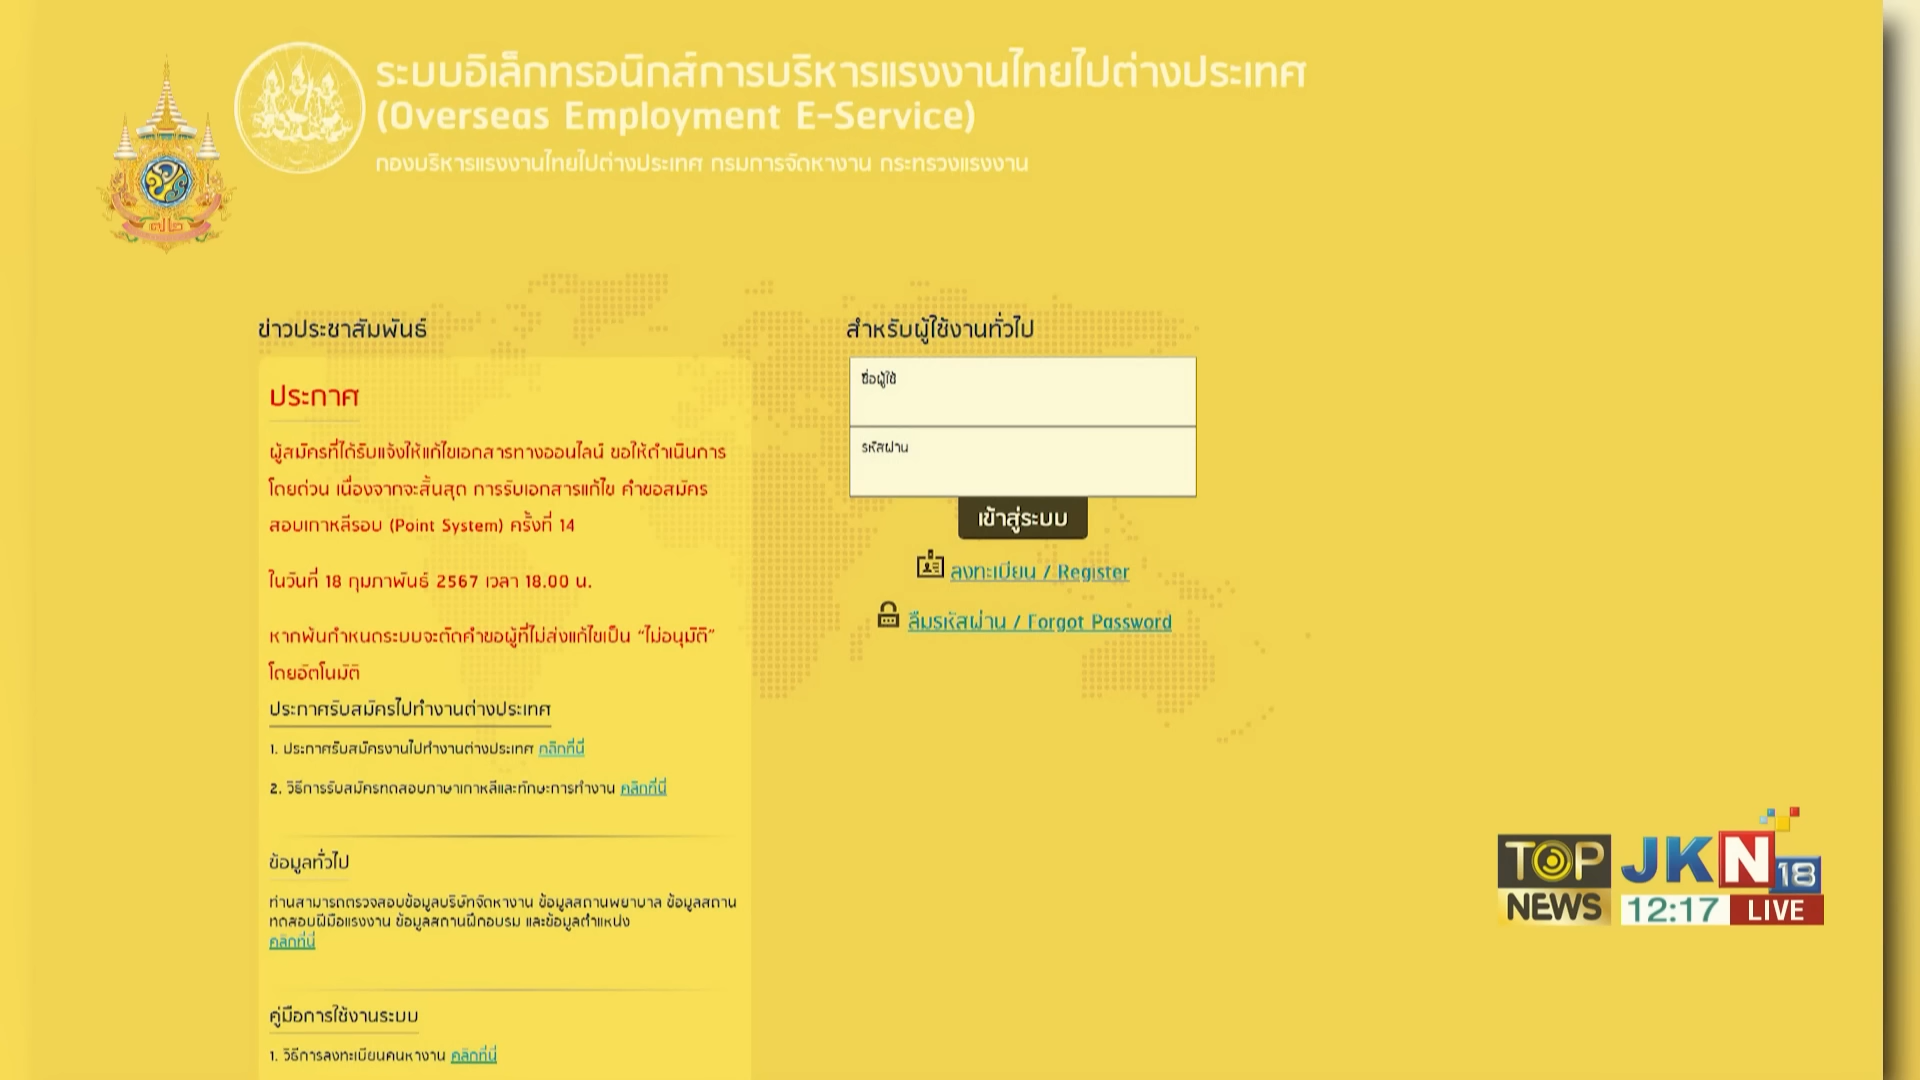 ระบบอิเล็กทรอนิกส์การบริหารแรงงานไทยไปต่างประเทศ
(Overseas Employment E-Service)
กองบริหารแรงงานไทยไปต่างประเทศ กรมการจัดหางาน กระทรวงแรงงาน
๗๒
ข่าวประชาสัมพันธ์
ประกาศ
ผู้สมัครที่ได้รับแจ้งให้แก้ไขเอกสารทางออนไลน์ ขอให้ดำเนินการ
โดยด่วน เนื่องจากจะสิ้นสุด การรับเอกสารแก้ไข คำขอสมัคร
สอบเกาหลีรอบ (Point System) ครั้งที่ 14
ในวันที่ 18 กุมภาพันธ์ 2567 เวลา 18.00 น.
หากพ้นกำหนดระบบจะตัดคำขอผู้ที่ไม่ส่งแก้ไขเป็น “ไม่อนุมัติ”
โดยอัตโนมัติ
ประกาศรับสมัครไปทำงานต่างประเทศ
1. ประกาศรับสมัครงานไปทำงานต่างประเทศ คลิกที่นี่
2. วิธีการรับสมัครทดสอบภาษาเกาหลีและทักษะการทำงาน คลิกที่นี่
ข้อมูลทั่วไป
ท่านสามารถตรวจสอบข้อมูลบริษัทจัดหางาน ข้อมูลสถานพยาบาล ข้อมูลสถาน
ทดสอบฝีมือแรงงาน ข้อมูลสถานฝึกอบรม และข้อมูลตำแหน่ง
คลิกที่นี่
คู่มือการใช้งานระบบ
1. วิธีการลงทะเบียนคนหางาน คลิกที่นี่
สำหรับผู้ใช้งานทั่วไป
ชื่อผู้ใช้
รหัสผ่าน
เข้าสู่ระบบ
ลงทะเบียน / Register
ลืมรหัสผ่าน / Forgot Password
TOP NEWS
JKN 18
12:17 LIVE